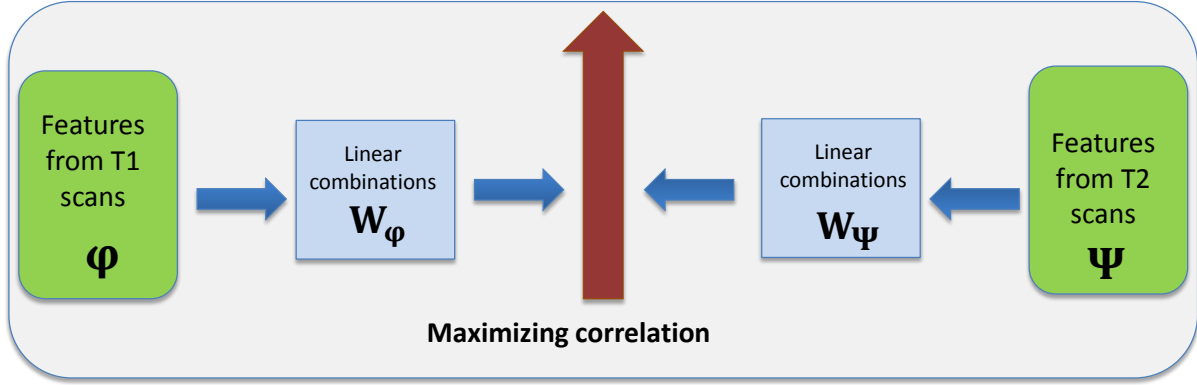 Features
from T1
scans
φ
Linear
combinations
Wφ
Linear
combinations
WΨ
Features
from T2
scans
Ψ
Maximizing correlation